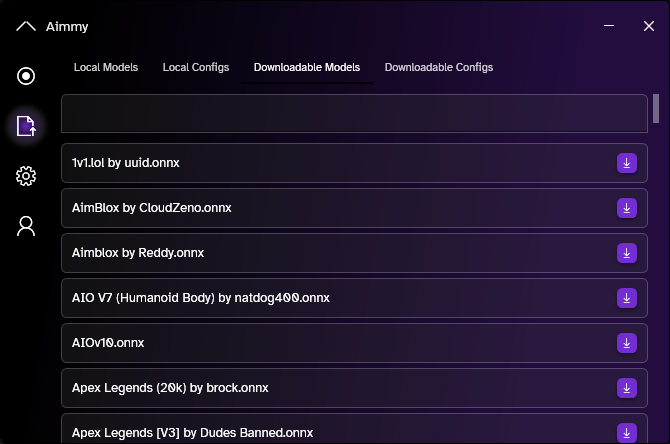 Aimmy
Local Models Local Configs Downloadable Models Downloadable Configs
1v1.lol by uuid.onnx
AimBlox by CloudZeno.onnx
Aimblox by Reddy.onnx
AIO V7 (Humanoid Body) by natdog400.onnx
AIOv10.onnx
Apex Legends (20k) by brock.onnx
Apex Legends [V3] by Dudes Banned.onnx